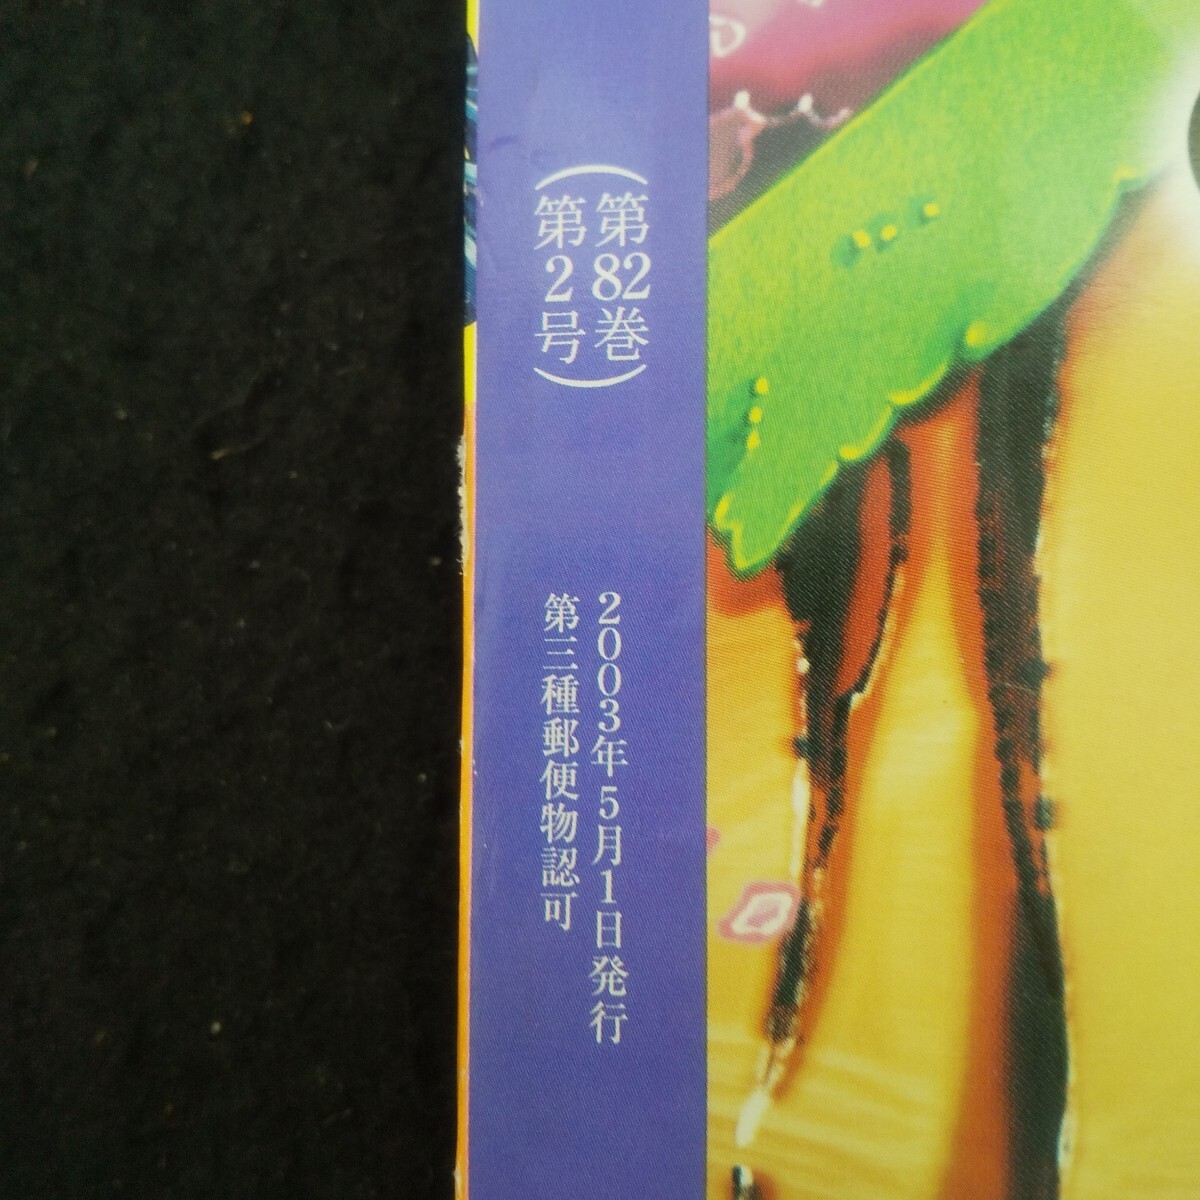 (第82巻
第2号)
2003年5月1日発行
第三種郵便物認可